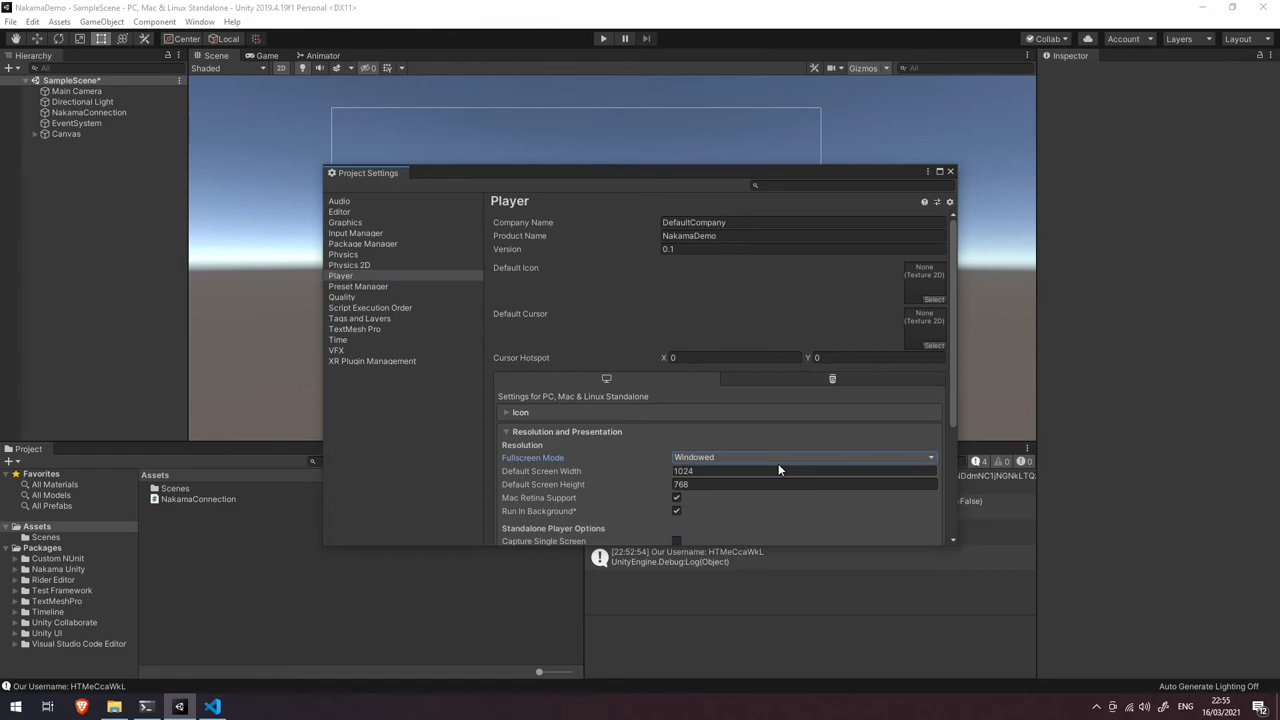 NakamaDemo - SampleScene - PC, Mac & Linux Standalone - Unity 2019.4.19f1 Personal <DX11>
File Edit Assets GameObject Component Window Help
Center Local Collab Account Layers Layout
Hierarchy Scene Game Animator Inspector
All Shaded 2D 0 Gizmos All
SampleScene*
Main Camera
Directional Light
NakamaConnection
EventSystem
Canvas
Project Settings
Audio
Editor
Graphics
Input Manager
Package Manager
Physics
Physics 2D
Player
Preset Manager
Quality
Script Execution Order
Tags and Layers
TextMesh Pro
Time
VFX
XR Plugin Management
Player
Company Name DefaultCompany
Product Name NakamaDemo
Version 0.1
Default Icon None
(Texture 2D)
Select
Default Cursor None
(Texture 2D)
Select
Cursor Hotspot X 0 Y 0
Settings for PC, Mac & Linux Standalone
Icon
Resolution and Presentation
Resolution
Fullscreen Mode Windowed
Default Screen Width 1024
Default Screen Height 768
Mac Retina Support
Run In Background*
Standalone Player Options
Capture Single Screen
Project
Favorites
All Materials
All Models
All Prefabs
Assets
Scenes
Packages
Custom NUnit
Nakama Unity
Rider Editor
Test Framework
TextMeshPro
Timeline
Unity Collaborate
Unity UI
Visual Studio Code Editor
Assets
Scenes
NakamaConnection
4 0 0
=False)
[22:52:54] Our Username: HTMeCcaWkL
UnityEngine.Debug:Log(Object)
Our Username: HTMeCcaWkL
Auto Generate Lighting Off
ENG
22:55
16/03/2021
12